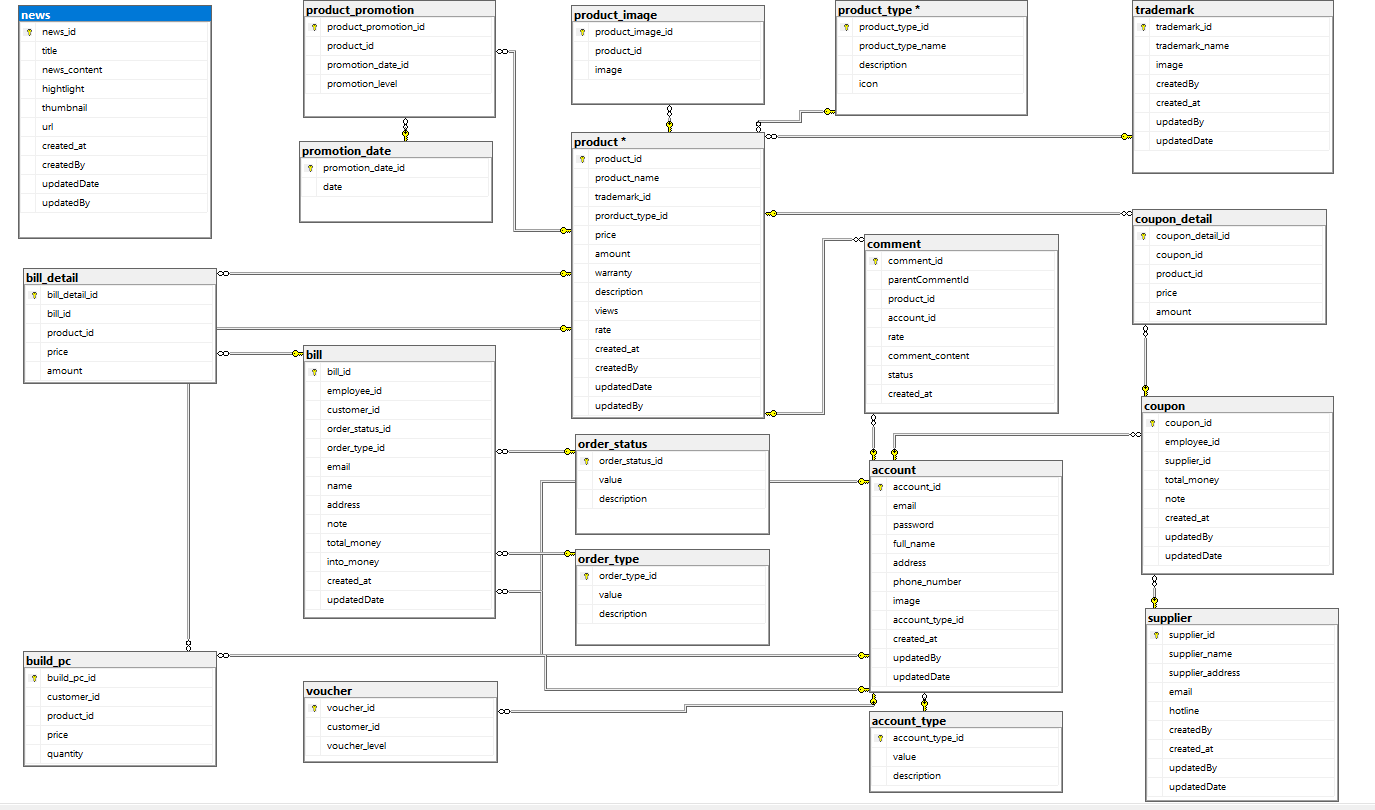 news
news_id
title
news_content
hightlight
thumbnail
url
created_at
createdBy
updatedDate
updatedBy
product_promotion
product_promotion_id
product_id
promotion_date_id
promotion_level
promotion_date
promotion_date_id
date
product_image
product_image_id
product_id
image
product_type *
product_type_id
product_type_name
description
icon
trademark
trademark_id
trademark_name
image
createdBy
created_at
updatedBy
updatedDate
product *
product_id
product_name
trademark_id
prorduct_type_id
price
amount
warranty
description
views
rate
created_at
createdBy
updatedDate
updatedBy
coupon_detail
coupon_detail_id
coupon_id
product_id
price
amount
comment
comment_id
parentCommentId
product_id
account_id
rate
comment_content
status
created_at
bill_detail
bill_detail_id
bill_id
product_id
price
amount
bill
bill_id
employee_id
customer_id
order_status_id
order_type_id
email
name
address
note
total_money
into_money
created_at
updatedDate
order_status
order_status_id
value
description
order_type
order_type_id
value
description
account
account_id
email
password
full_name
address
phone_number
image
account_type_id
created_at
updatedBy
updatedDate
coupon
coupon_id
employee_id
supplier_id
total_money
note
created_at
updatedBy
updatedDate
supplier
supplier_id
supplier_name
supplier_address
email
hotline
createdBy
created_at
updatedBy
updatedDate
build_pc
build_pc_id
customer_id
product_id
price
quantity
voucher
voucher_id
customer_id
voucher_level
account_type
account_type_id
value
description